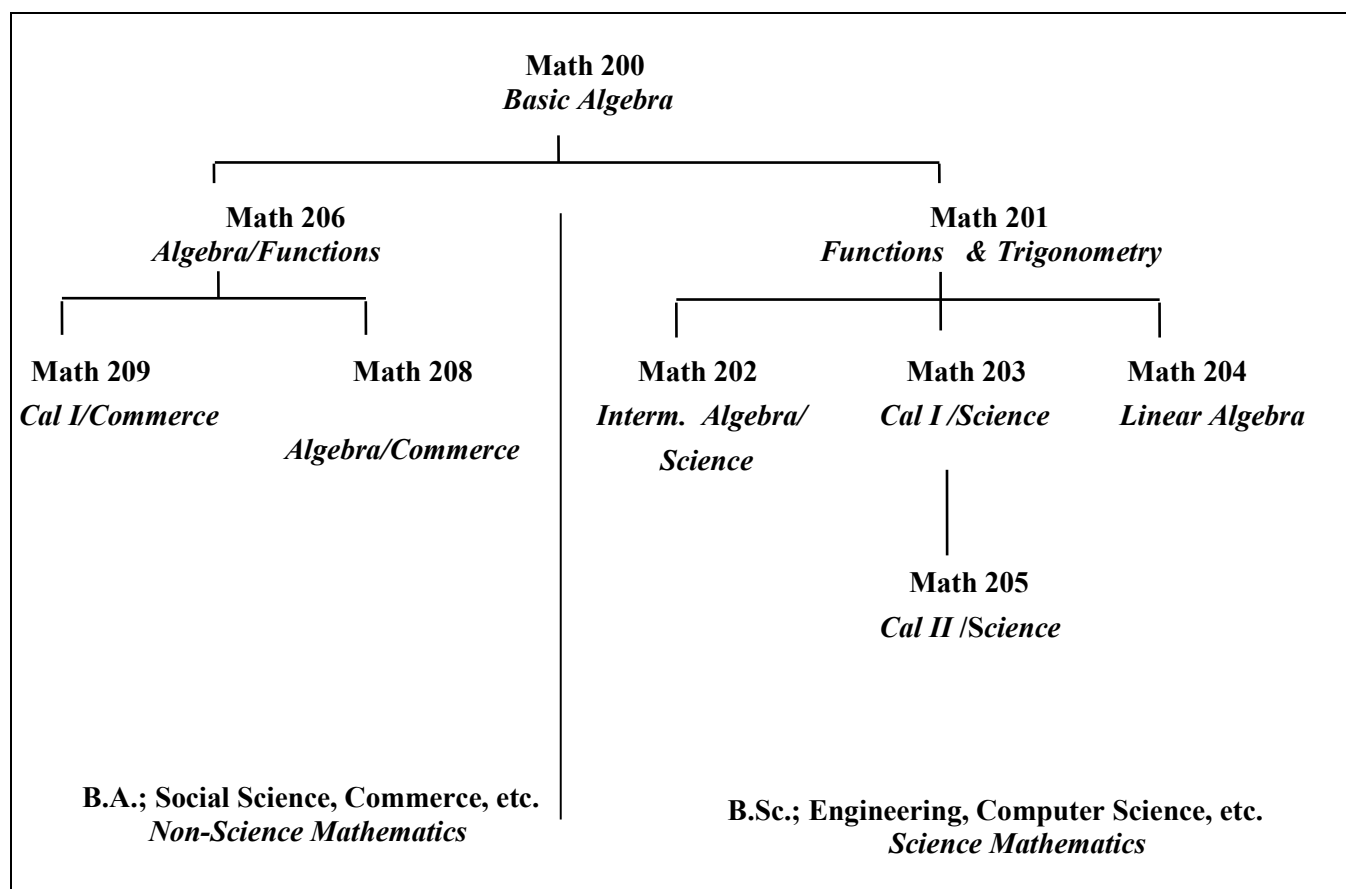 Math 200
Basic Algebra
Math 206
Algebra/Functions
Math 201
Functions & Trigonometry
Math 209
Cal I/Commerce
Math 208
Algebra/Commerce
Math 202
Interm. Algebra/
Science
Math 203
Cal I /Science
Math 204
Linear Algebra
Math 205
Cal II /Science
B.A.; Social Science, Commerce, etc.
Non-Science Mathematics
B.Sc.; Engineering, Computer Science, etc.
Science Mathematics